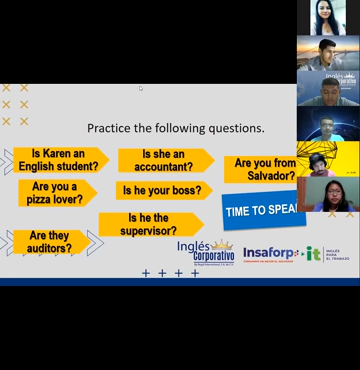 Practice the following questions.
Is Karen an
English student?
Is she an
accountant?
Are you from
Salvador?
Are you a
pizza lover?
Is he your boss?
TIME TO SPEA
Is he the
supervisor?
Are they
auditors?
Inglés
Corporativo
Insaforp
it
INGLÉS
PARA
EL TRABAJO